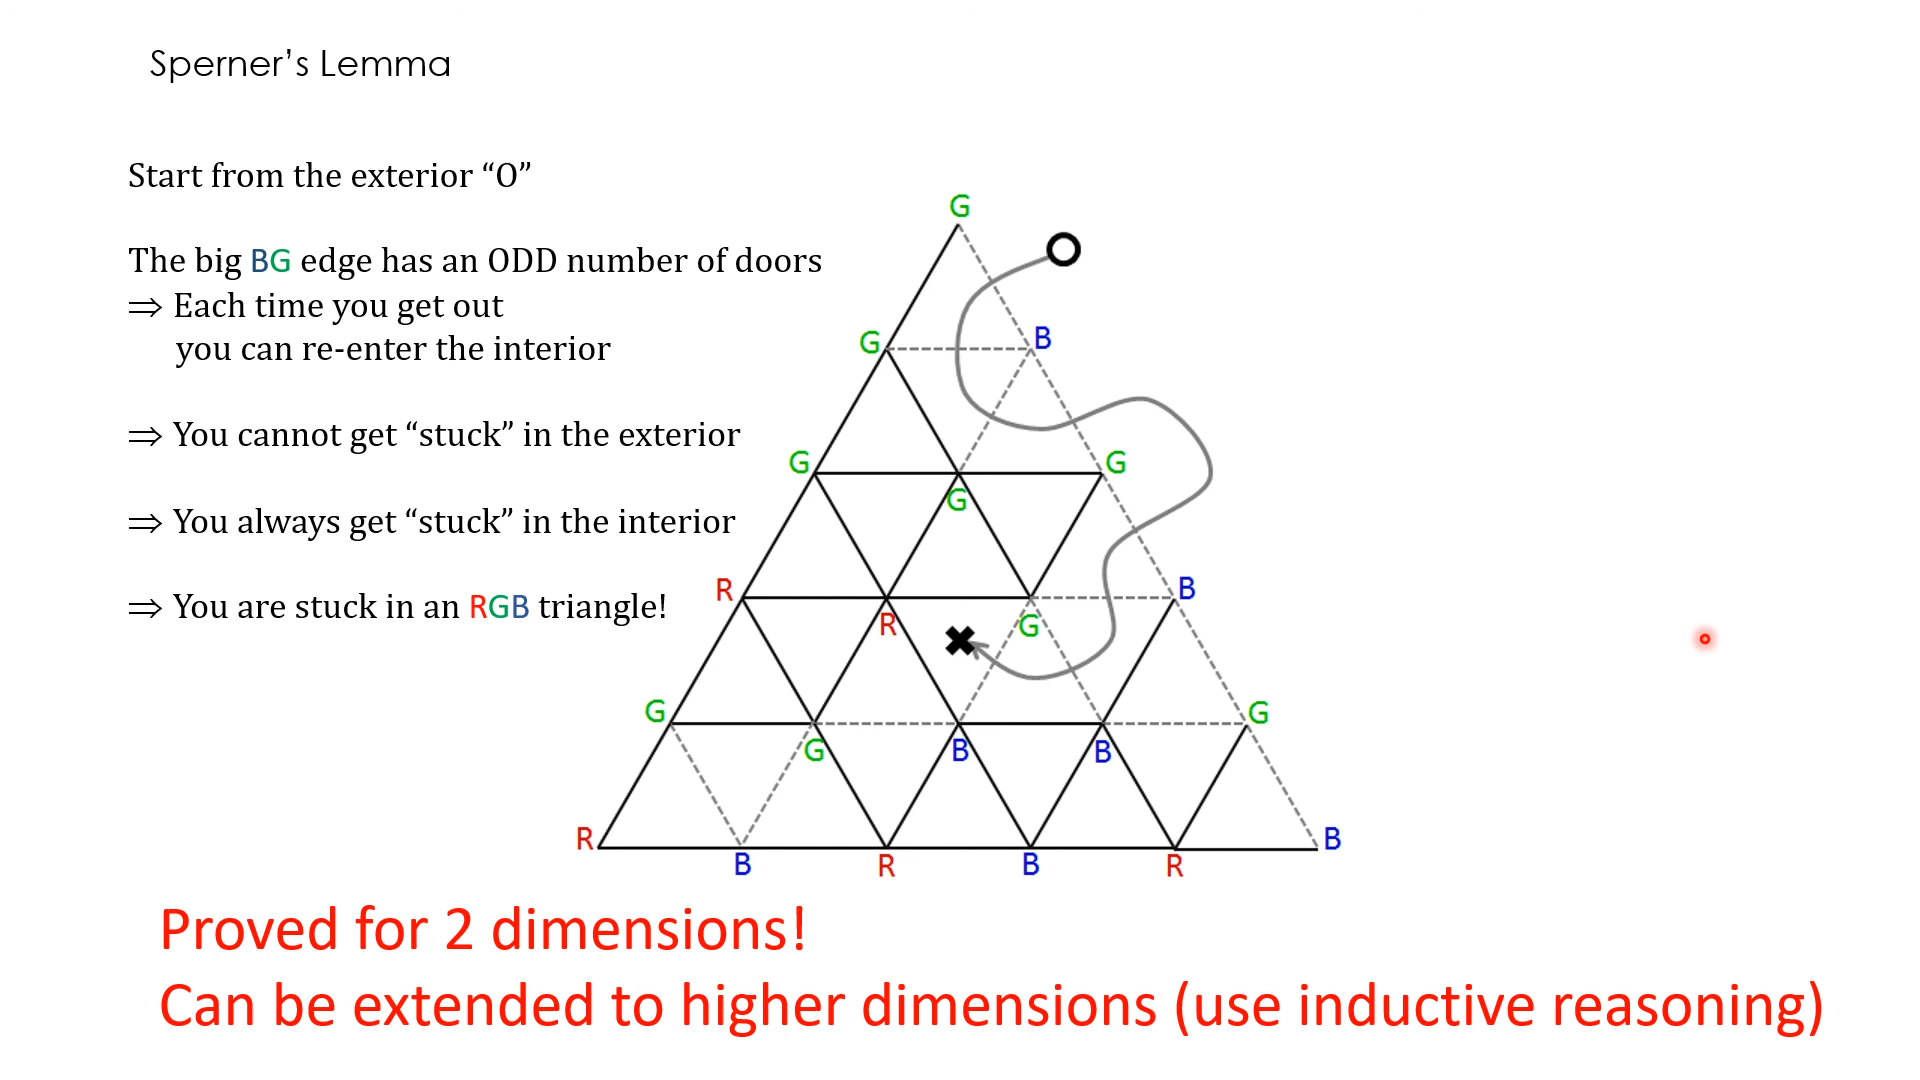 Sperner's Lemma
Start from the exterior “O”
The big BG edge has an ODD number of doors
⇒ Each time you get out
you can re-enter the interior
⇒ You cannot get “stuck” in the exterior
⇒ You always get “stuck” in the interior
⇒ You are stuck in an RGB triangle!
G
G B
G G
G
R B
R G
G G
G B B
R B
B R B R
Proved for 2 dimensions!
Can be extended to higher dimensions (use inductive reasoning)